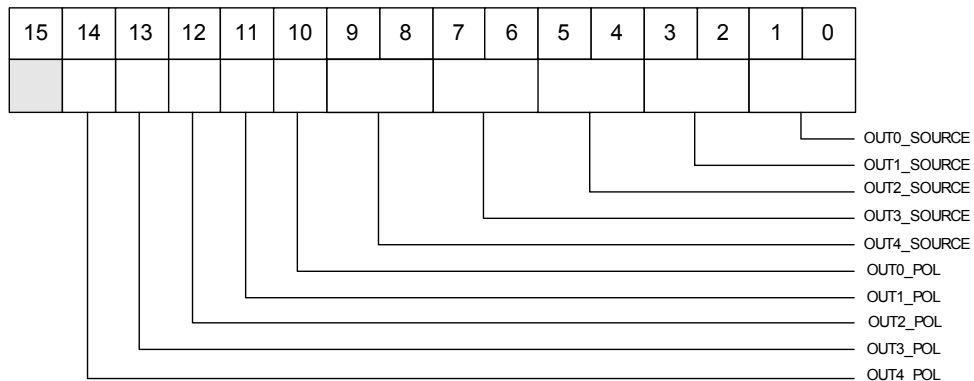 15 14 13 12 11 10 9 8 7 6 5 4 3 2 1 0
OUT0_SOURCE
OUT1_SOURCE
OUT2_SOURCE
OUT3_SOURCE
OUT4_SOURCE
OUT0_POL
OUT1_POL
OUT2_POL
OUT3_POL
OUT4_POL